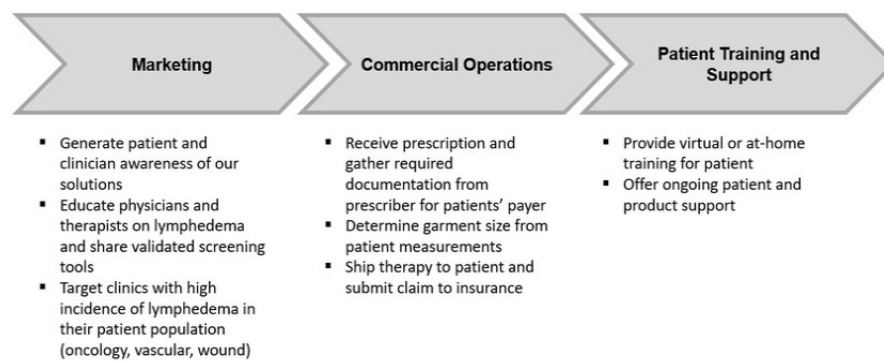 Marketing
Commercial Operations
Patient Training and
Support
▪ Generate patient and
clinician awareness of our
solutions
▪ Educate physicians and
therapists on lymphedema
and share validated screening
tools
▪ Target clinics with high
incidence of lymphedema in
their patient population
(oncology, vascular, wound)
▪ Receive prescription and
gather required
documentation from
prescriber for patients' payer
▪ Determine garment size from
patient measurements
▪ Ship therapy to patient and
submit claim to insurance
▪ Provide virtual or at-home
training for patient
▪ Offer ongoing patient and
product support